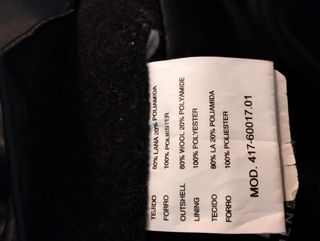 TEJIDO 80% LANA 20% POLIAMIDA
FORRO 100% POLIESTER
OUTSHELL 80% WOOL 20% POLYAMIDE
LINING 100% POLYESTER
TECIDO 80% LA 20% POLIAMIDA
FORRO 100% POLIESTER
MOD. 417-60017.01